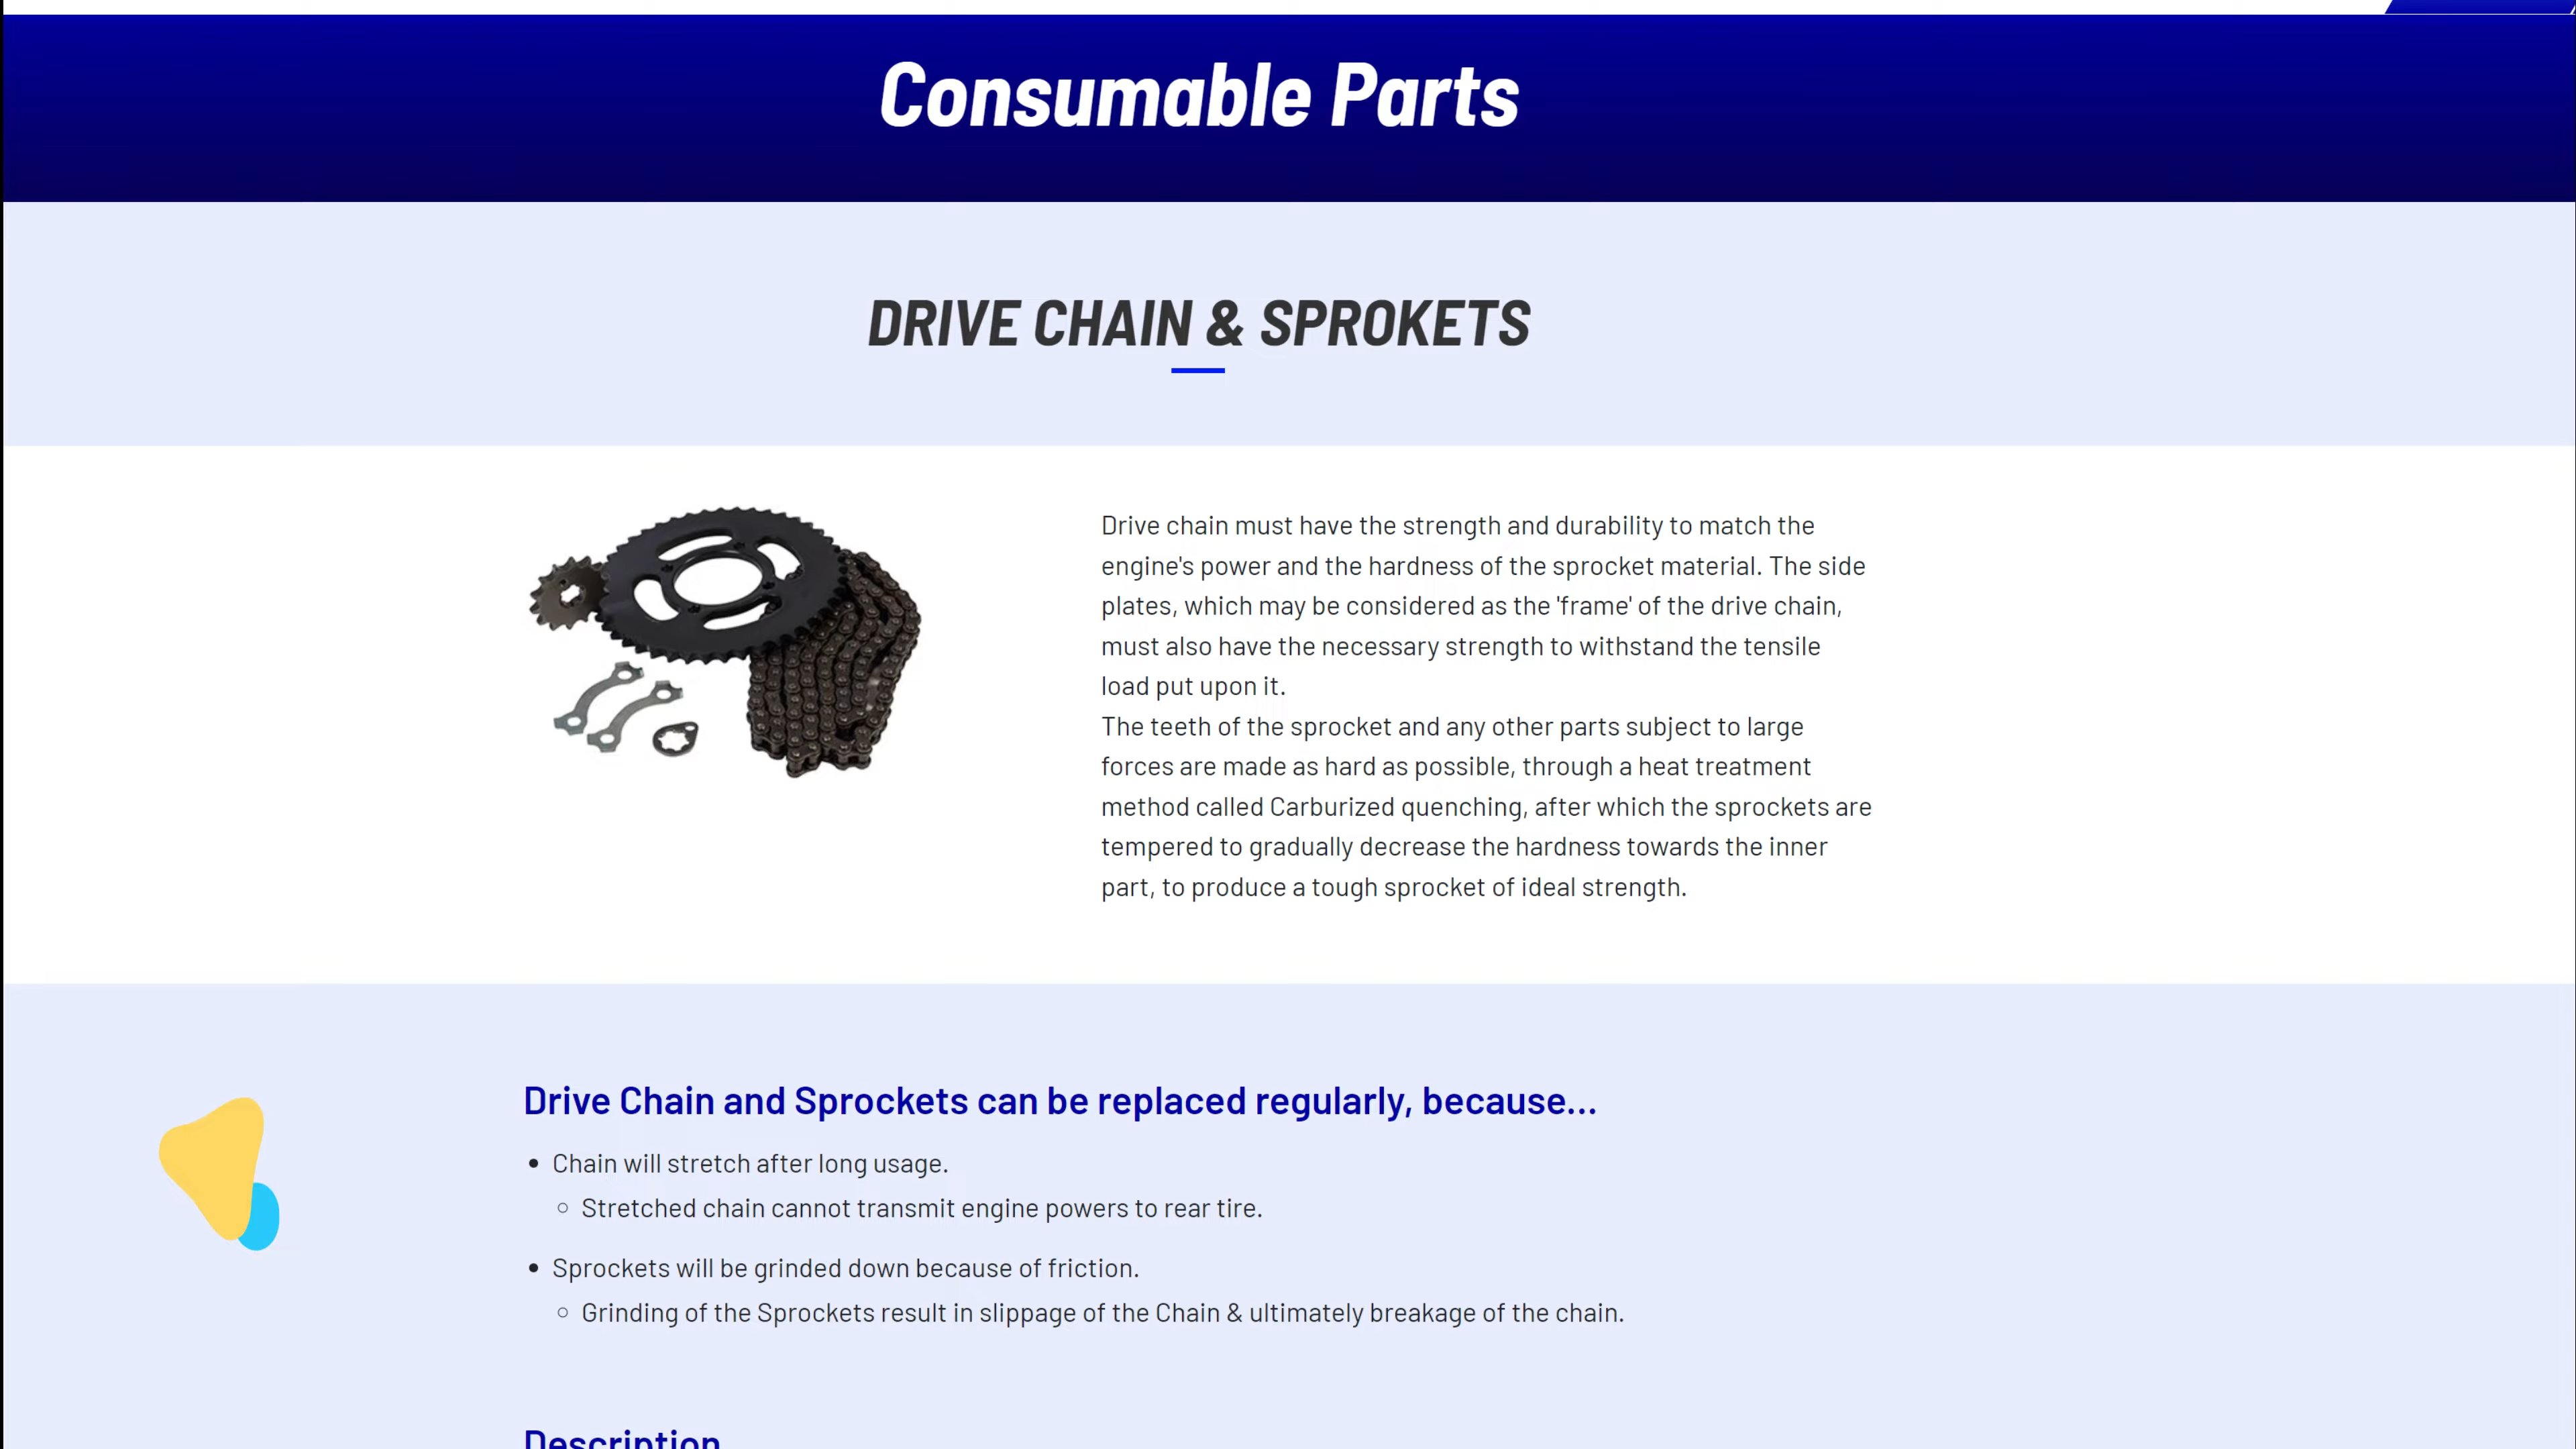 Consumable Parts
DRIVE CHAIN & SPROKETS
Drive chain must have the strength and durability to match the
engine's power and the hardness of the sprocket material. The side
plates, which may be considered as the 'frame' of the drive chain,
must also have the necessary strength to withstand the tensile
load put upon it.
The teeth of the sprocket and any other parts subject to large
forces are made as hard as possible, through a heat treatment
method called Carburized quenching, after which the sprockets are
tempered to gradually decrease the hardness towards the inner
part, to produce a tough sprocket of ideal strength.
Drive Chain and Sprockets can be replaced regularly, because...
• Chain will stretch after long usage.
○ Stretched chain cannot transmit engine powers to rear tire.
• Sprockets will be grinded down because of friction.
○ Grinding of the Sprockets result in slippage of the Chain & ultimately breakage of the chain.
Description